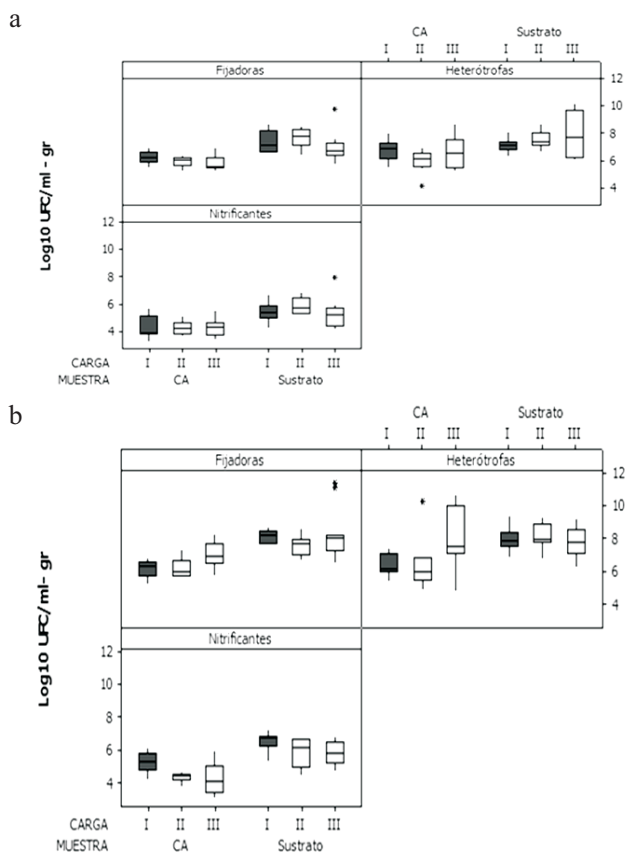 a
CA Sustrato
I II III I II III
Fijadoras Heterótrofas
12
10
8
6
4
Nitrificantes
12
10
8
6
4
Log10 UFC/ml - gr
CARGA I II III I II III
MUESTRA CA Sustrato
b
CA Sustrato
I II III I II III
Fijadoras Heterótrofas
12
10
8
6
4
Nitrificantes
12
10
8
6
4
Log10 UFC/ml- gr
CARGA I II III I II III
MUESTRA CA Sustrato